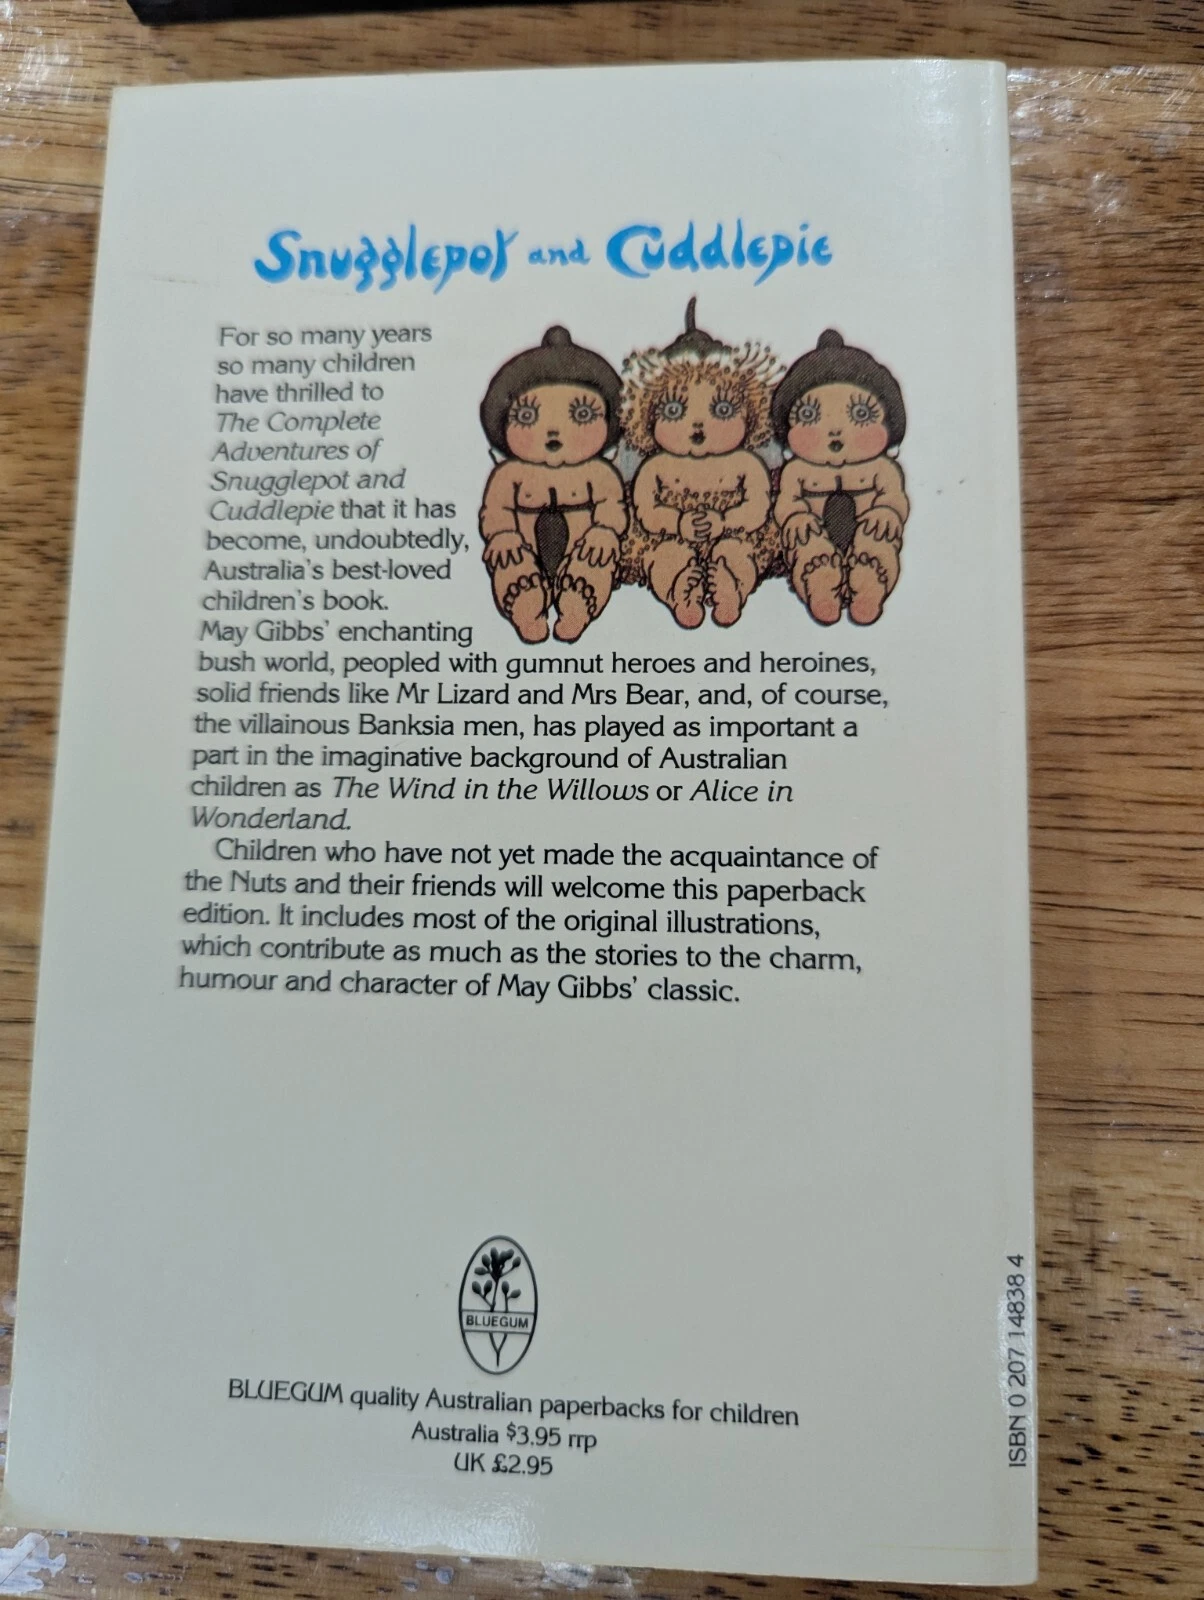 Snugglepot and Cuddlepie
For so many years
so many children
have thrilled to
The Complete
Adventures of
Snugglepot and
Cuddlepie that it has
become, undoubtedly,
Australia's best-loved
children's book.
May Gibbs' enchanting
bush world, peopled with gumnut heroes and heroines,
solid friends like Mr Lizard and Mrs Bear, and, of course,
the villainous Banksia men, has played as important a
part in the imaginative background of Australian
children as The Wind in the Willows or Alice in
Wonderland.
Children who have not yet made the acquaintance of
the Nuts and their friends will welcome this paperback
edition. It includes most of the original illustrations,
which contribute as much as the stories to the charm,
humour and character of May Gibbs' classic.
BLUEGUM
BLUEGUM quality Australian paperbacks for children
Australia $3.95 rrp
UK £2.95
ISBN 0 207 14838 4